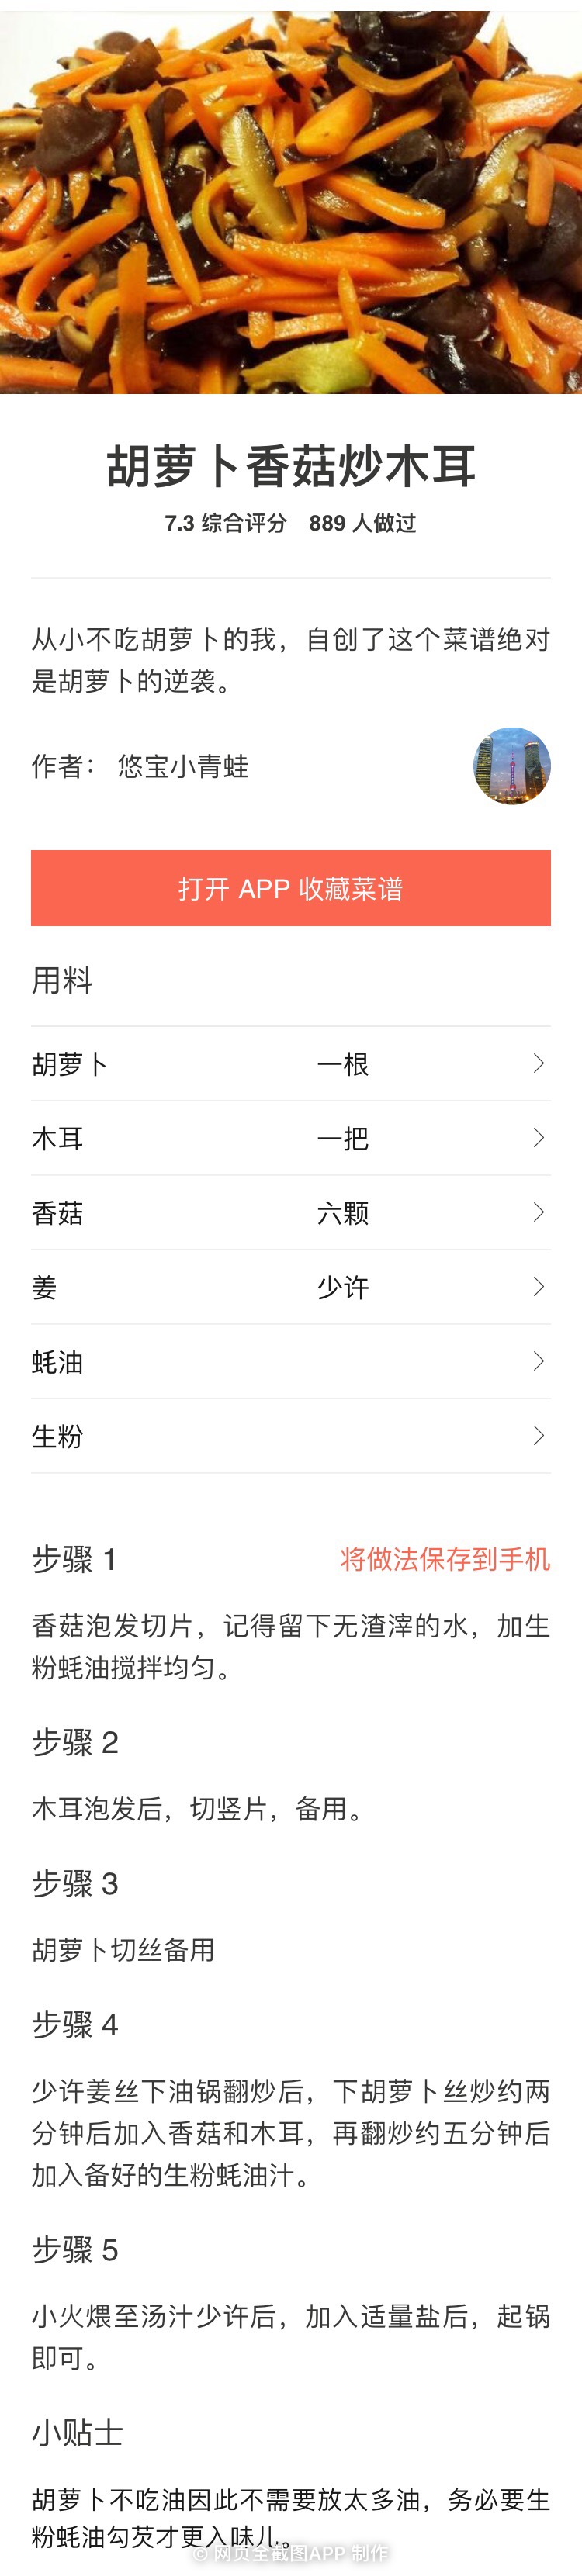 胡萝卜香菇炒木耳
7.3 综合评分 889 人做过
从小不吃胡萝卜的我，自创了这个菜谱绝对
是胡萝卜的逆袭。
作者： 悠宝小青蛙
打开 APP 收藏菜谱
用料
胡萝卜 一根
木耳 一把
香菇 六颗
姜 少许
蚝油
生粉
步骤 1 将做法保存到手机
香菇泡发切片，记得留下无渣滓的水，加生
粉蚝油搅拌均匀。
步骤 2
木耳泡发后，切竖片，备用。
步骤 3
胡萝卜切丝备用
步骤 4
少许姜丝下油锅翻炒后，下胡萝卜丝炒约两
分钟后加入香菇和木耳，再翻炒约五分钟后
加入备好的生粉蚝油汁。
步骤 5
小火煨至汤汁少许后，加入适量盐后，起锅
即可。
小贴士
胡萝卜不吃油因此不需要放太多油，务必要生
粉蚝油勾芡才更入味儿。
© 网页全截图APP 制作